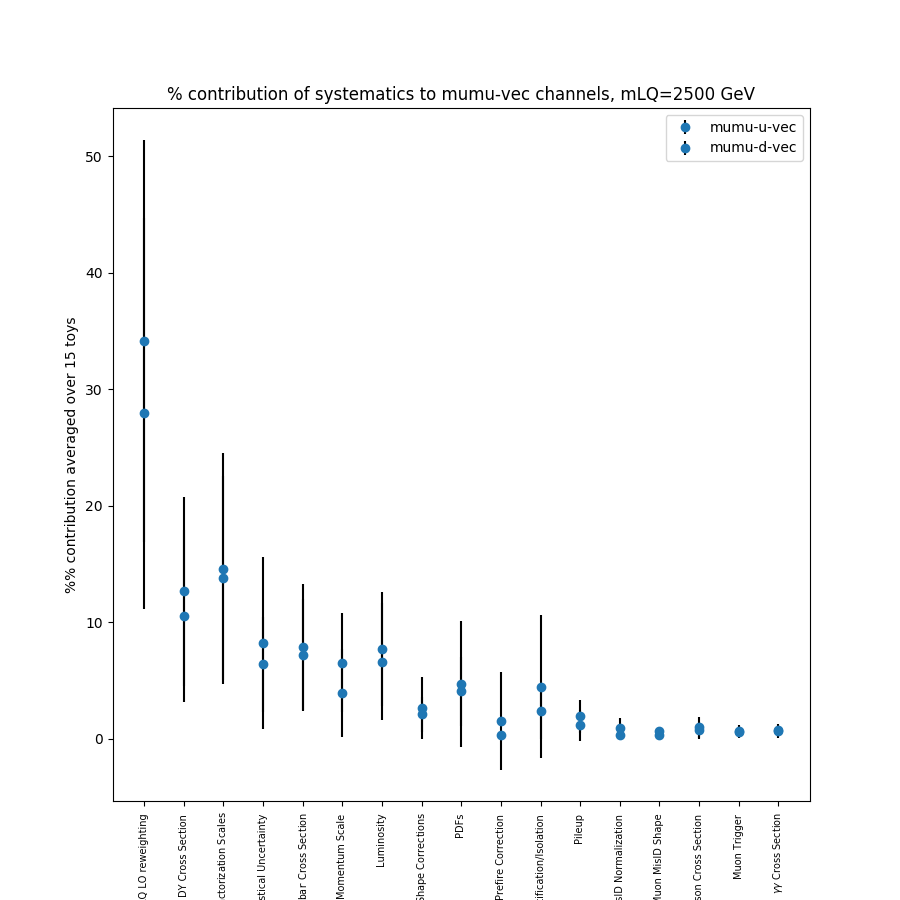 % contribution of systematics to mumu-vec channels, mLQ=2500 GeV
mumu-u-vec
mumu-d-vec
%% contribution averaged over 15 toys
50
40
30
20
10
0
Q LO reweighting
DY Cross Section
ctorization Scales
stical Uncertainty
bar Cross Section
Momentum Scale
Luminosity
Shape Corrections
PDFs
Prefire Correction
tification/Isolation
Pileup
sID Normalization
Muon MisID Shape
son Cross Section
Muon Trigger
γγ Cross Section